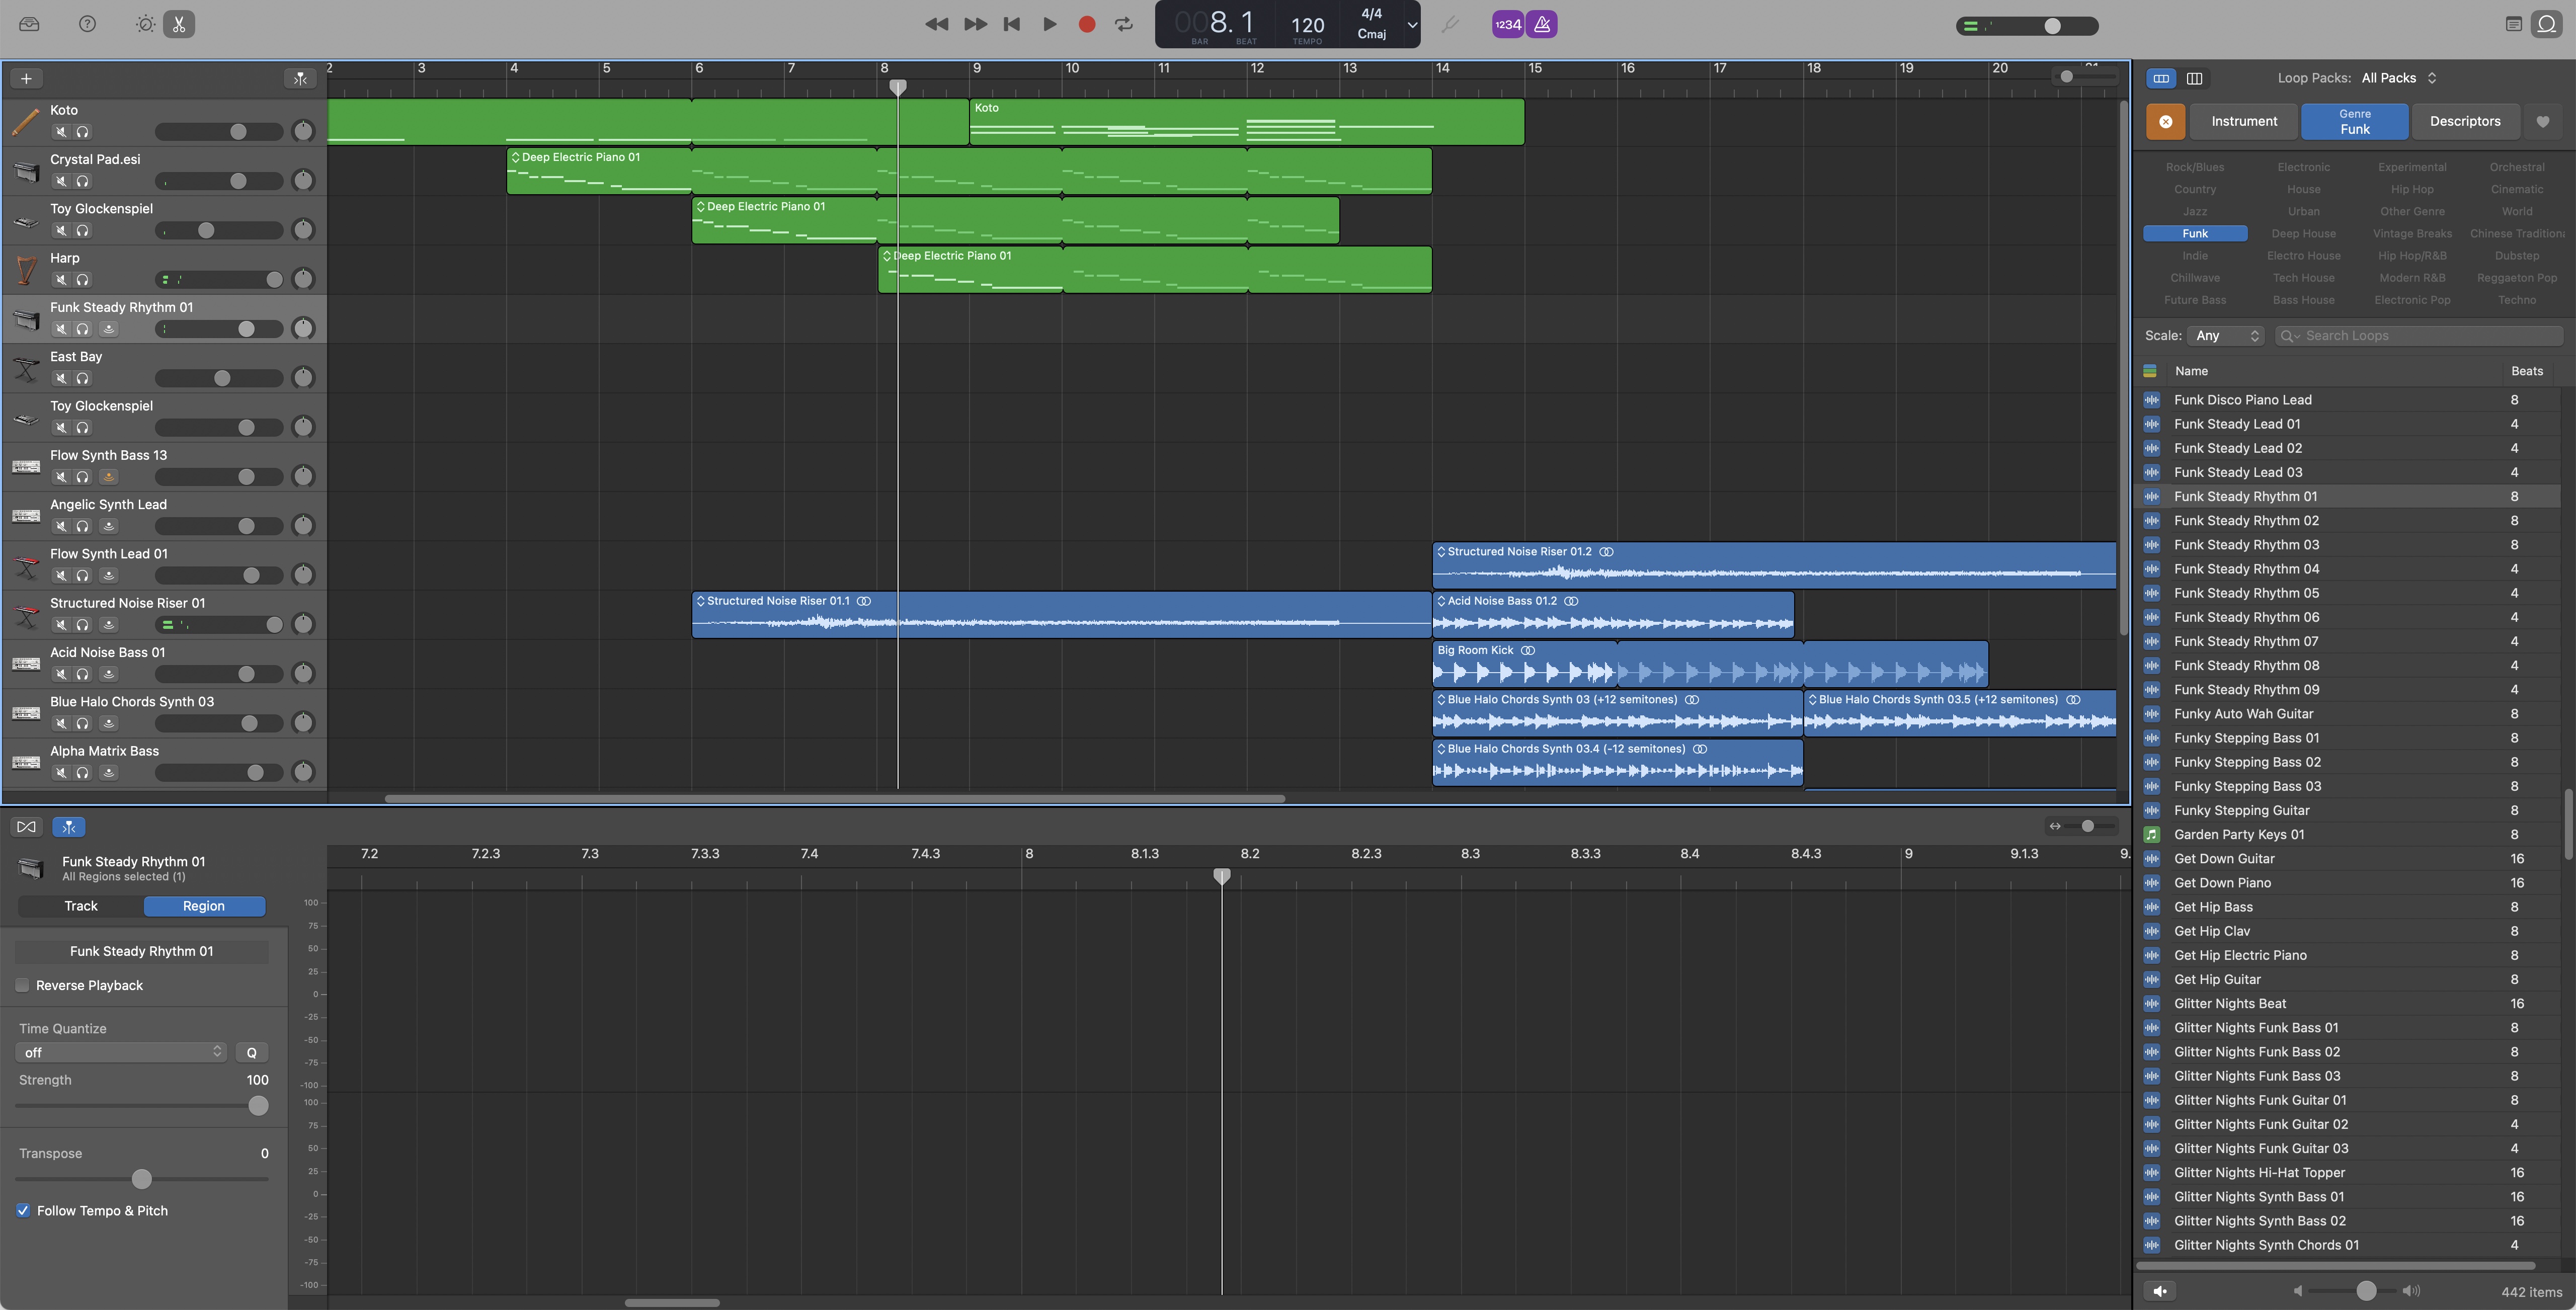 008.1
BAR
BEAT
120
TEMPO
4/4
Cmaj
1234
2 3 4 5 6 7 8 9 10 11 12 13 14 15 16 17 18 19 20 21
Koto
Koto
Crystal Pad.esi
Deep Electric Piano 01
Toy Glockenspiel
Deep Electric Piano 01
Harp
Deep Electric Piano 01
Funk Steady Rhythm 01
East Bay
Toy Glockenspiel
Flow Synth Bass 13
Angelic Synth Lead
Flow Synth Lead 01
Structured Noise Riser 01.2
Structured Noise Riser 01
Structured Noise Riser 01.1
Acid Noise Bass 01.2
Acid Noise Bass 01
Big Room Kick
Blue Halo Chords Synth 03
Blue Halo Chords Synth 03 (+12 semitones)
Blue Halo Chords Synth 03.5 (+12 semitones)
Alpha Matrix Bass
Blue Halo Chords Synth 03.4 (-12 semitones)
Funk Steady Rhythm 01
All Regions selected (1)
Track
Region
Funk Steady Rhythm 01
Reverse Playback
Time Quantize
off
Q
Strength 100
Transpose 0
Follow Tempo & Pitch
7.2 7.2.3 7.3 7.3.3 7.4 7.4.3 8 8.1.3 8.2 8.2.3 8.3 8.3.3 8.4 8.4.3 9 9.1.3 9.
100
75
50
25
0
-25
-50
-75
-100
100
75
50
25
0
-25
-50
-75
-100
Loop Packs: All Packs
Instrument
Genre
Funk
Descriptors
Rock/Blues Electronic Experimental Orchestral
Country House Hip Hop Cinematic
Jazz Urban Other Genre World
Funk Deep House Vintage Breaks Chinese Tradition
Indie Electro House Hip Hop/R&B Dubstep
Chillwave Tech House Modern R&B Reggaeton Pop
Future Bass Bass House Electronic Pop Techno
Scale: Any
Search Loops
Name Beats
Funk Disco Piano Lead 8
Funk Steady Lead 01 4
Funk Steady Lead 02 4
Funk Steady Lead 03 4
Funk Steady Rhythm 01 8
Funk Steady Rhythm 02 8
Funk Steady Rhythm 03 8
Funk Steady Rhythm 04 4
Funk Steady Rhythm 05 4
Funk Steady Rhythm 06 4
Funk Steady Rhythm 07 4
Funk Steady Rhythm 08 4
Funk Steady Rhythm 09 4
Funky Auto Wah Guitar 8
Funky Stepping Bass 01 8
Funky Stepping Bass 02 8
Funky Stepping Bass 03 8
Funky Stepping Guitar 8
Garden Party Keys 01 8
Get Down Guitar 16
Get Down Piano 16
Get Hip Bass 8
Get Hip Clav 8
Get Hip Electric Piano 8
Get Hip Guitar 8
Glitter Nights Beat 16
Glitter Nights Funk Bass 01 8
Glitter Nights Funk Bass 02 8
Glitter Nights Funk Bass 03 8
Glitter Nights Funk Guitar 01 8
Glitter Nights Funk Guitar 02 4
Glitter Nights Funk Guitar 03 4
Glitter Nights Hi-Hat Topper 16
Glitter Nights Synth Bass 01 16
Glitter Nights Synth Bass 02 16
Glitter Nights Synth Chords 01 4
442 items